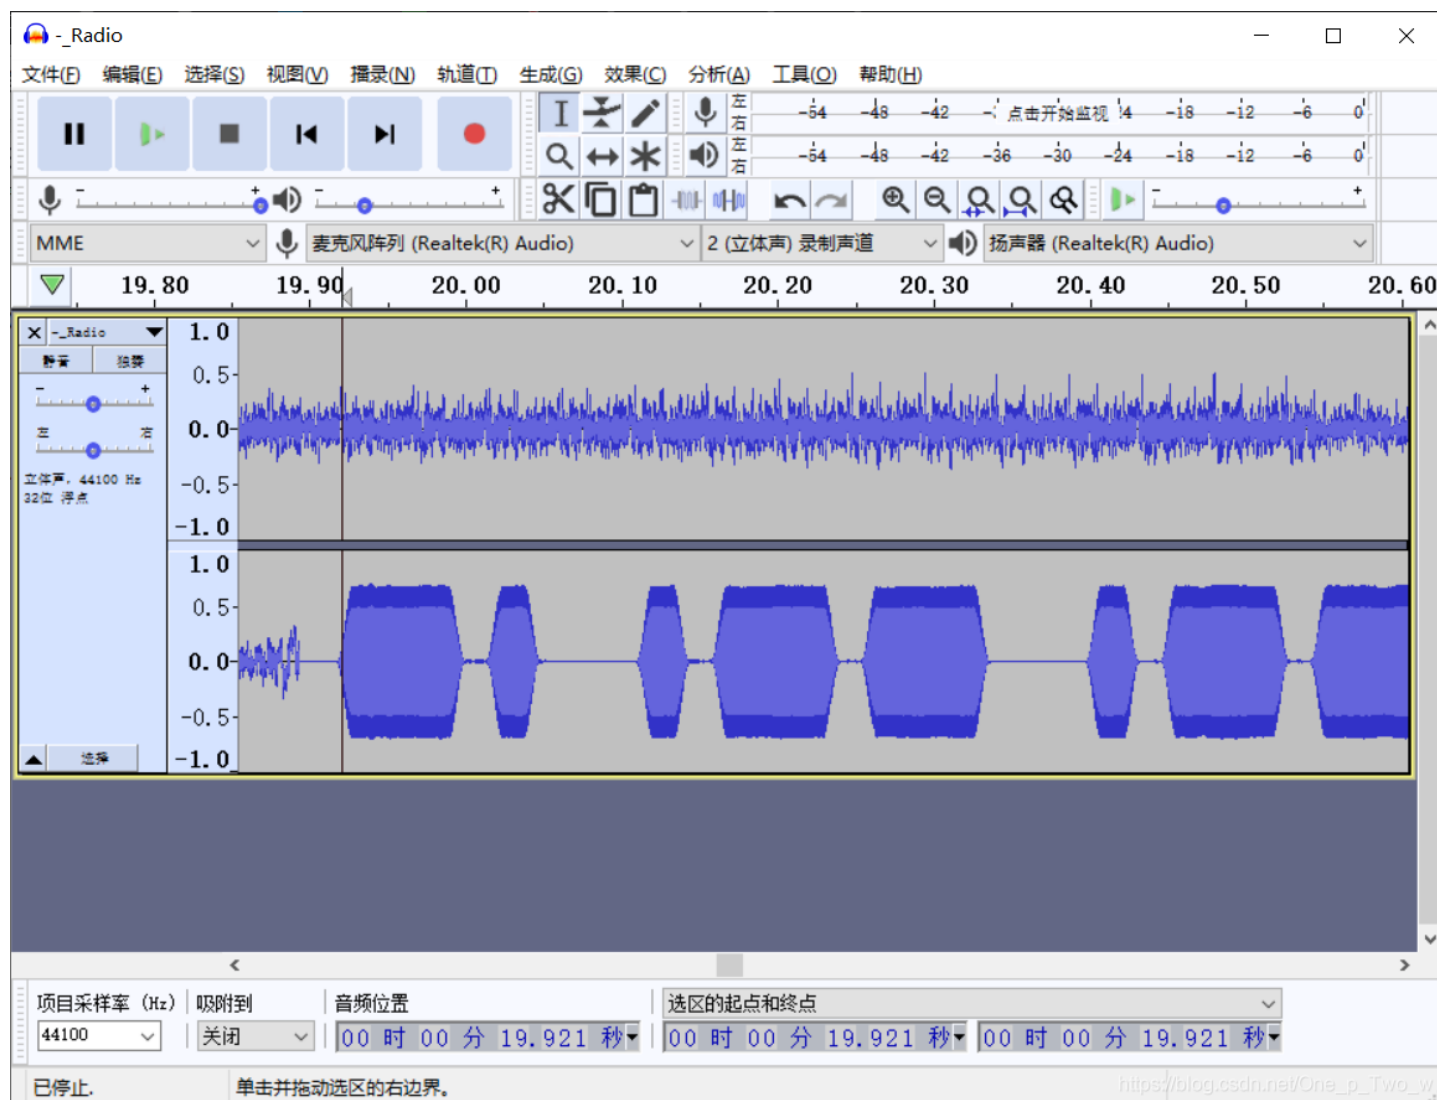 -_Radio
文件(F) 编辑(E) 选择(S) 视图(V) 播录(N) 轨道(T) 生成(G) 效果(C) 分析(A) 工具(O) 帮助(H)
左
右
-54 -48 -42 点击开始监视 -18 -12 -6 0
左
右
-54 -48 -42 -36 -30 -24 -18 -12 -6 0
- + - + - +
MME 麦克风阵列 (Realtek(R) Audio) 2 (立体声) 录制声道 扬声器 (Realtek(R) Audio)
19.80 19.90 20.00 20.10 20.20 20.30 20.40 20.50 20.60
-_Radio 1.0
静音 独奏
0.5
- +
0.0
左 右
立体声, 44100 Hz
32位 浮点
-0.5
-1.0
1.0
0.5
0.0
-0.5
选择 -1.0
项目采样率 (Hz) 吸附到 音频位置 选区的起点和终点
44100 关闭 00 时 00 分 19.921 秒 00 时 00 分 19.921 秒 00 时 00 分 19.921 秒
已停止. 单击并拖动选区的右边界。
https://blog.csdn.net/One_p_Two_w